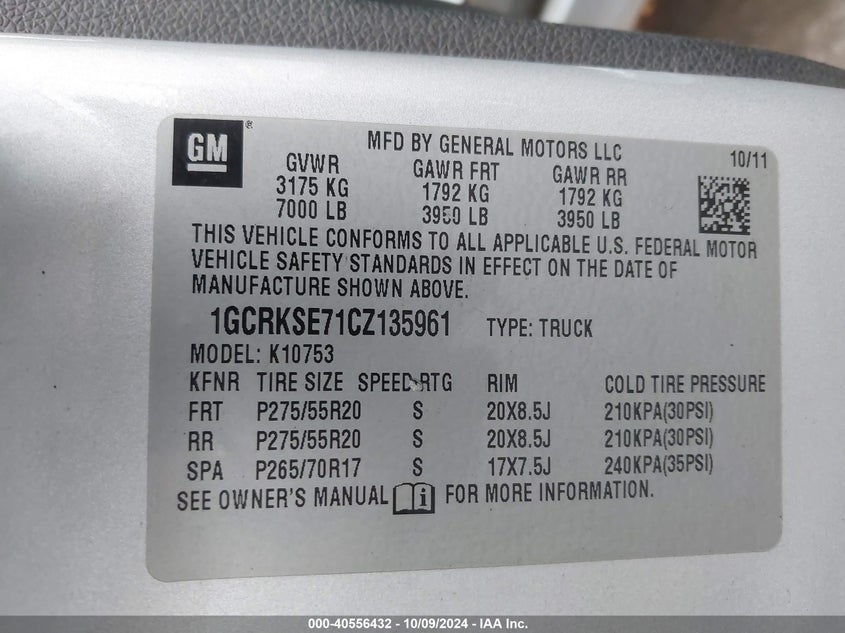 GM ®
MFD BY GENERAL MOTORS LLC 10/11
GVWR GAWR FRT GAWR RR
3175 KG 1792 KG 1792 KG
7000 LB 3950 LB 3950 LB
THIS VEHICLE CONFORMS TO ALL APPLICABLE U.S. FEDERAL MOTOR
VEHICLE SAFETY STANDARDS IN EFFECT ON THE DATE OF
MANUFACTURE SHOWN ABOVE.
1GCRKSE71CZ135961 TYPE: TRUCK
MODEL: K10753
KFNR TIRE SIZE SPEED RTG RIM COLD TIRE PRESSURE
FRT P275/55R20 S 20X8.5J 210KPA(30PSI)
RR P275/55R20 S 20X8.5J 210KPA(30PSI)
SPA P265/70R17 S 17X7.5J 240KPA(35PSI)
SEE OWNER'S MANUAL i FOR MORE INFORMATION.
000-40556432 - 10/09/2024 - IAA Inc.